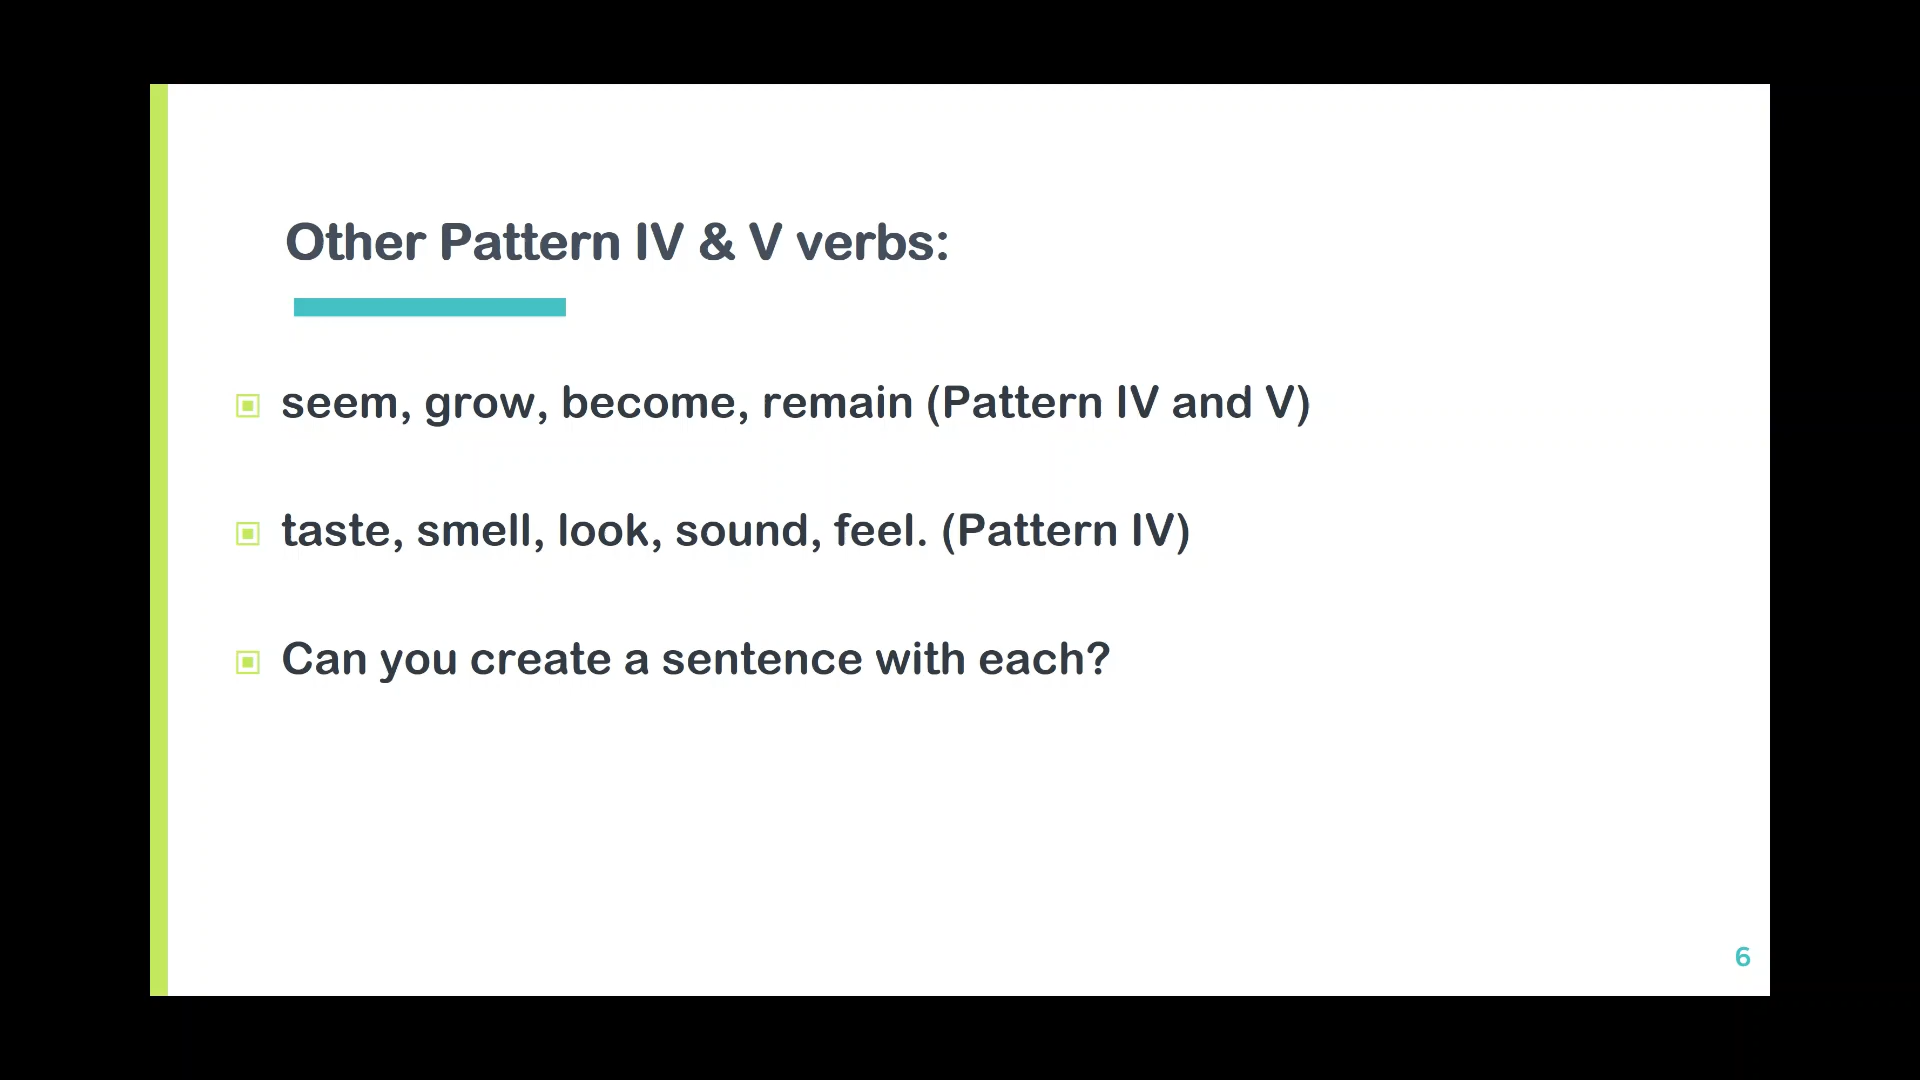 Other Pattern IV & V verbs:
seem, grow, become, remain (Pattern IV and V)
taste, smell, look, sound, feel. (Pattern IV)
Can you create a sentence with each?
6